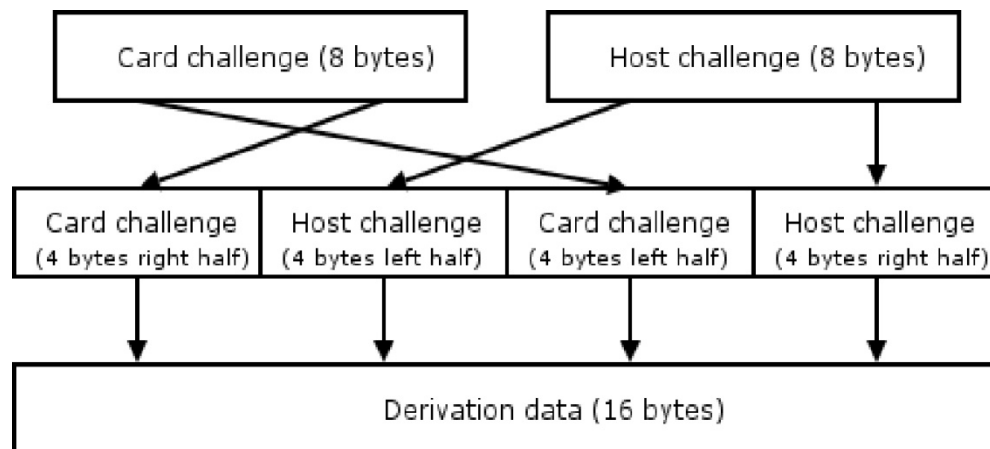 Card challenge (8 bytes)
Host challenge (8 bytes)
Card challenge
(4 bytes right half)
Host challenge
(4 bytes left half)
Card challenge
(4 bytes left half)
Host challenge
(4 bytes right half)
Derivation data (16 bytes)